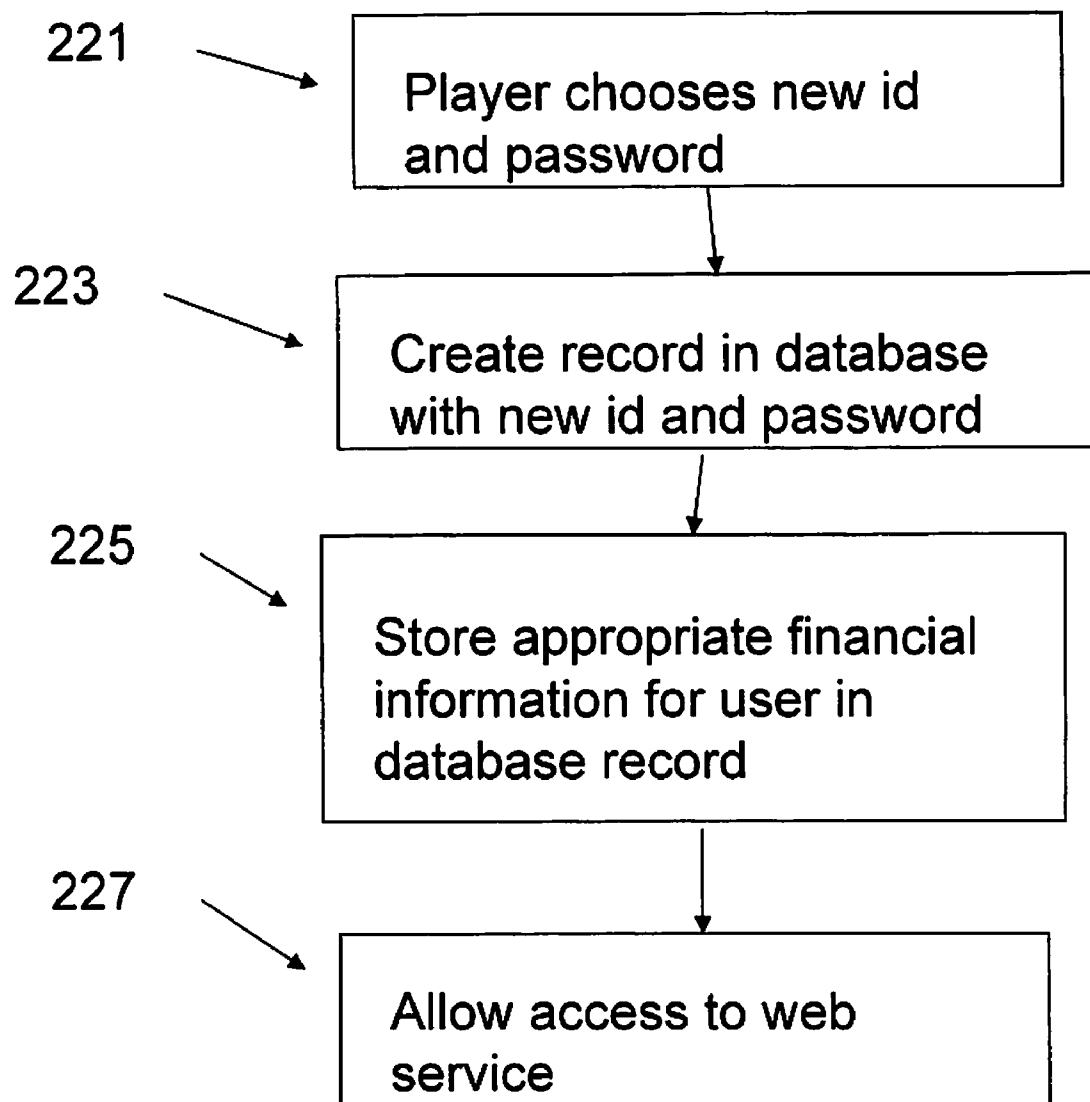 221
Player chooses new id
and password
223
Create record in database
with new id and password
225
Store appropriate financial
information for user in
database record
227
Allow access to web
service